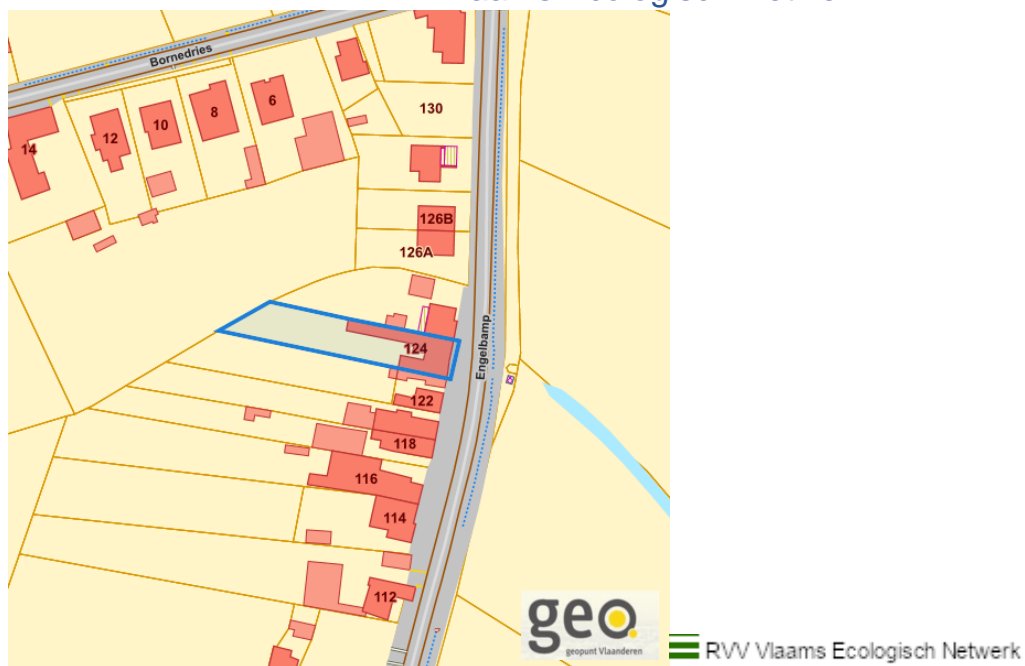 Bornedries
130
6
8
10
12
14
126B
126A
124
Engelbamp
122
118
116
114
112
geo
geopunt Vlaanderen
RVV Vlaams Ecologisch Netwerk